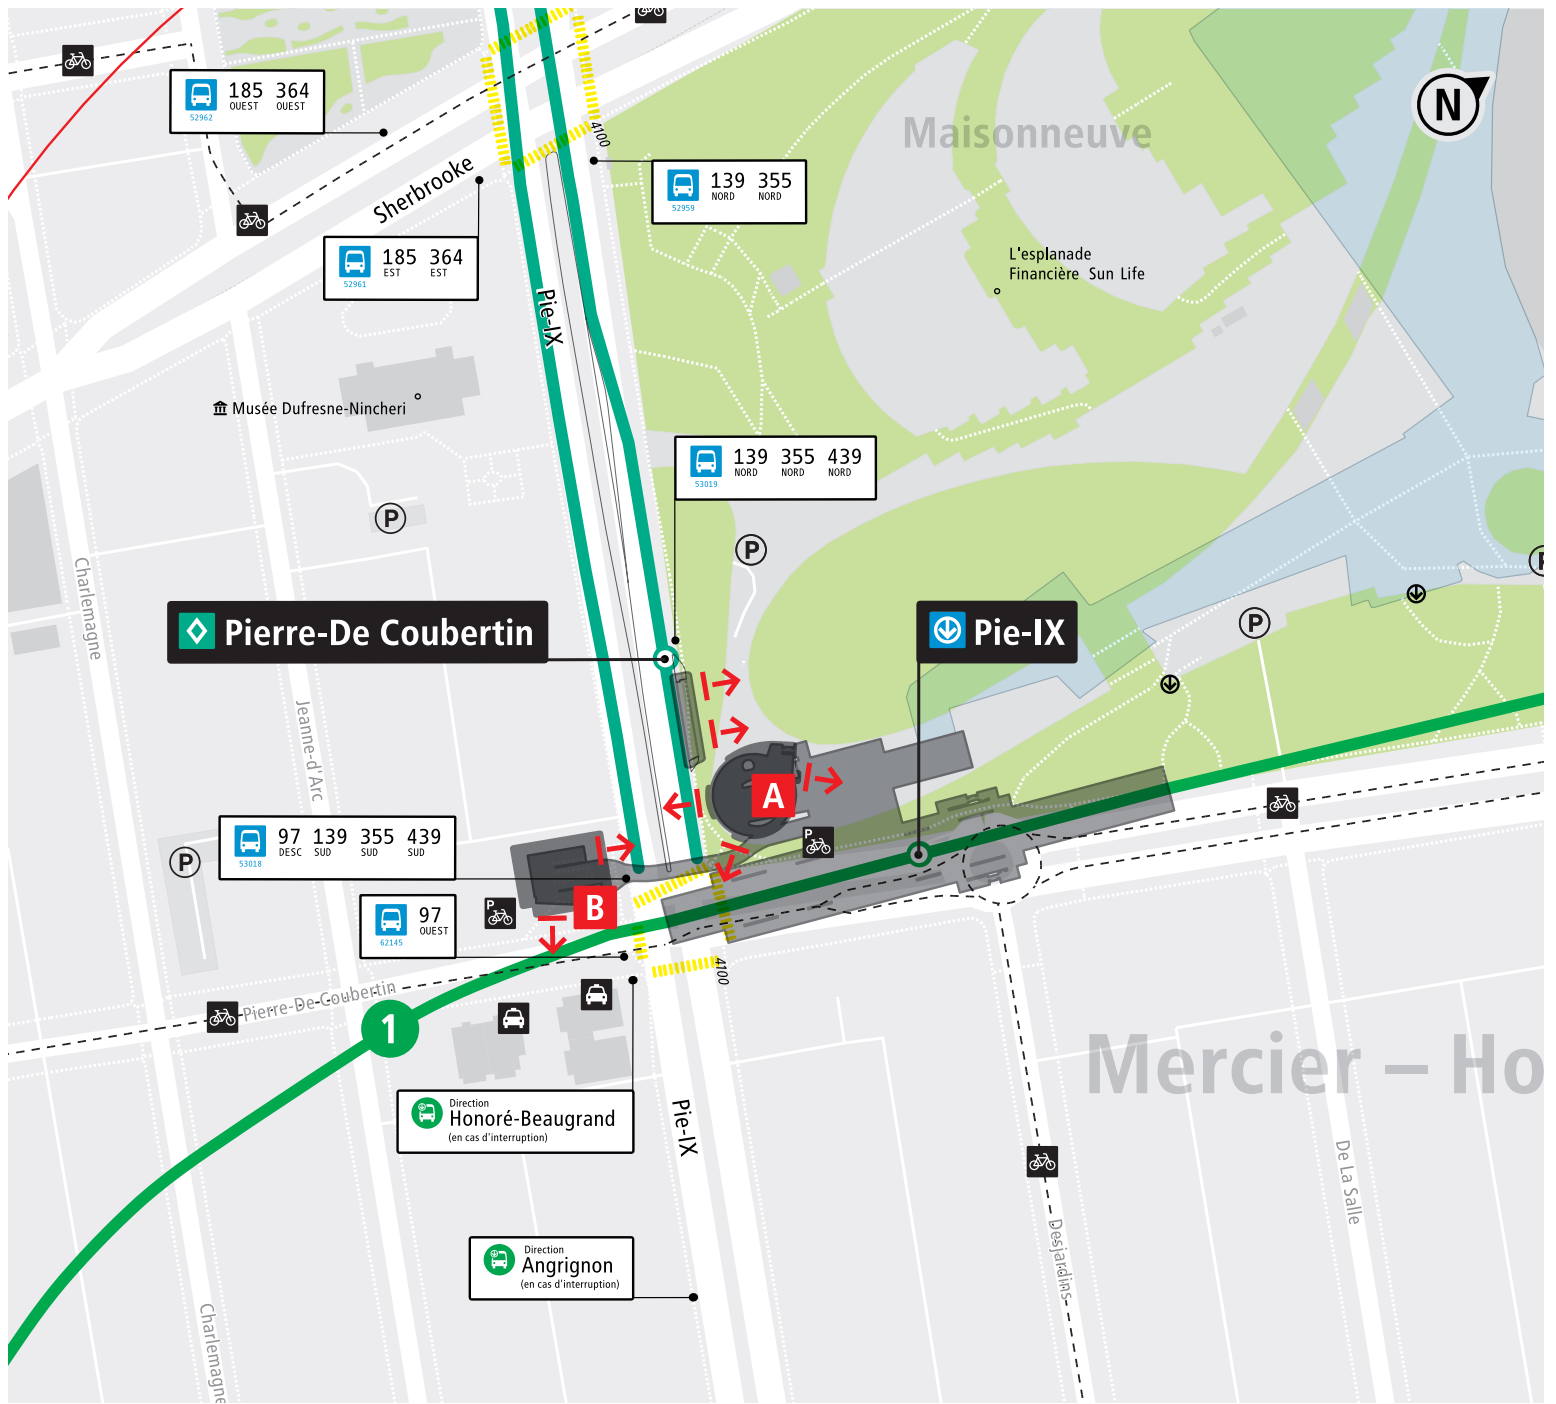 185 364
OUEST OUEST
52962
N
Maisonneuve
4100
Sherbrooke
139 355
NORD NORD
52959
185 364
EST EST
52961
L'esplanade
Financière Sun Life
Pie-IX
Musée Dufresne-Nincheri
139 355 439
NORD NORD NORD
53019
P
P
P
Charlemagne
Pierre-De Coubertin
Pie-IX
P
Jeanne-d'Arc
A
97 139 355 439
DESC SUD SUD SUD
53018
P
P
P
B
97
OUEST
62145
4100
Pierre-De-Coubertin
1
Mercier – Ho
Direction
Honoré-Beaugrand
(en cas d'interruption)
Pie-IX
De La Salle
Desjardins
Direction
Angrignon
(en cas d'interruption)
Charlemagne